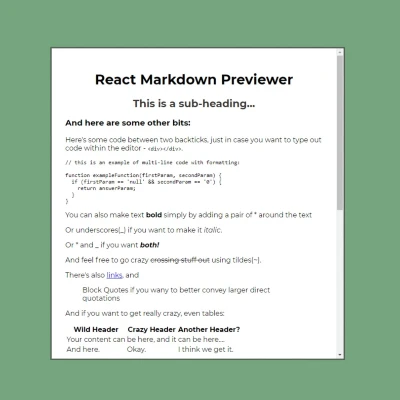 React Markdown Previewer
This is a sub-heading...
And here are some other bits:
Here's some code between two backticks, just in case you want to type out
code within the editor - <div></div>.
// this is an example of multi-line code with formatting:
function exampleFunction(firstParam, secondParam) {
if (firstParam == 'null' && secondParam == '0') {
return answerParam;
}
}
You can also make text bold simply by adding a pair of * around the text
Or underscores(_) if you want to make it italic.
Or * and _ if you want both!
And feel free to go crazy crossing stuff out using tildes(~).
There's also links, and
Block Quotes if you wany to better convey larger direct
quotations
And if you want to get really crazy, even tables:
Wild Header Crazy Header Another Header?
Your content can be here, and it can be here....
And here. Okay. I think we get it.